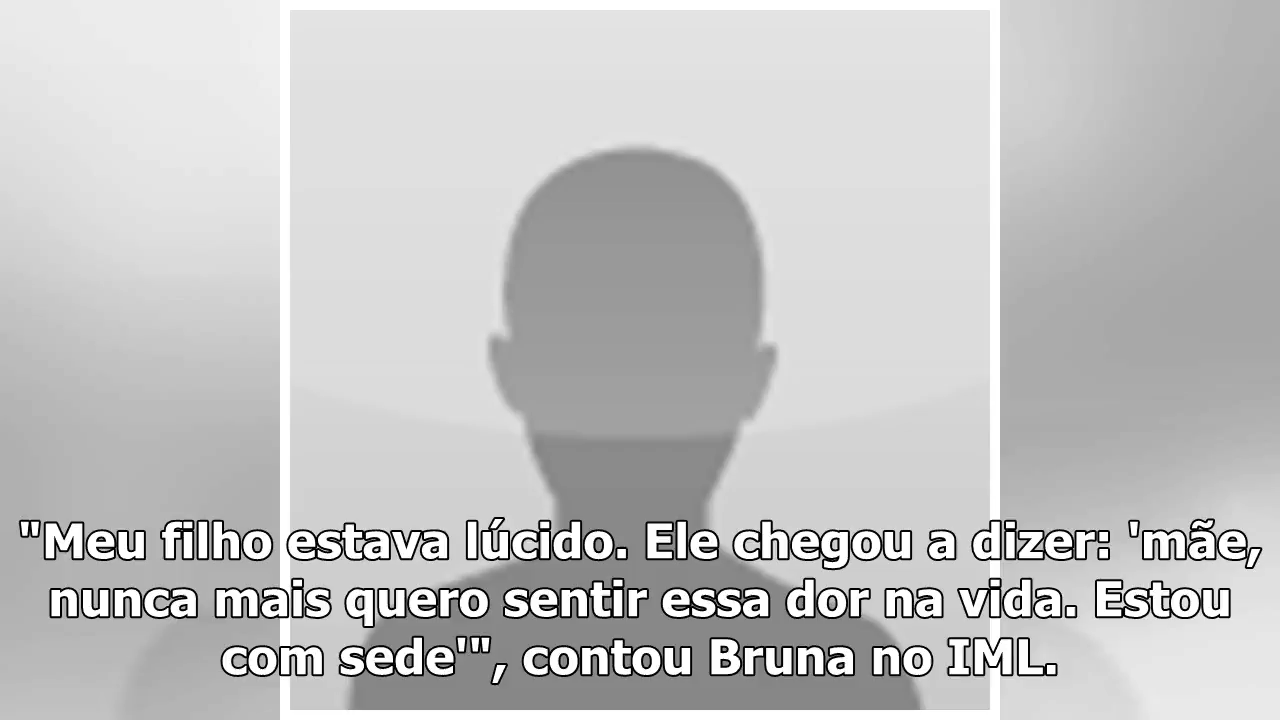 "Meu filho estava lúcido. Ele chegou a dizer: 'mãe,
nunca mais quero sentir essa dor na vida. Estou
com sede'", contou Bruna no IML.